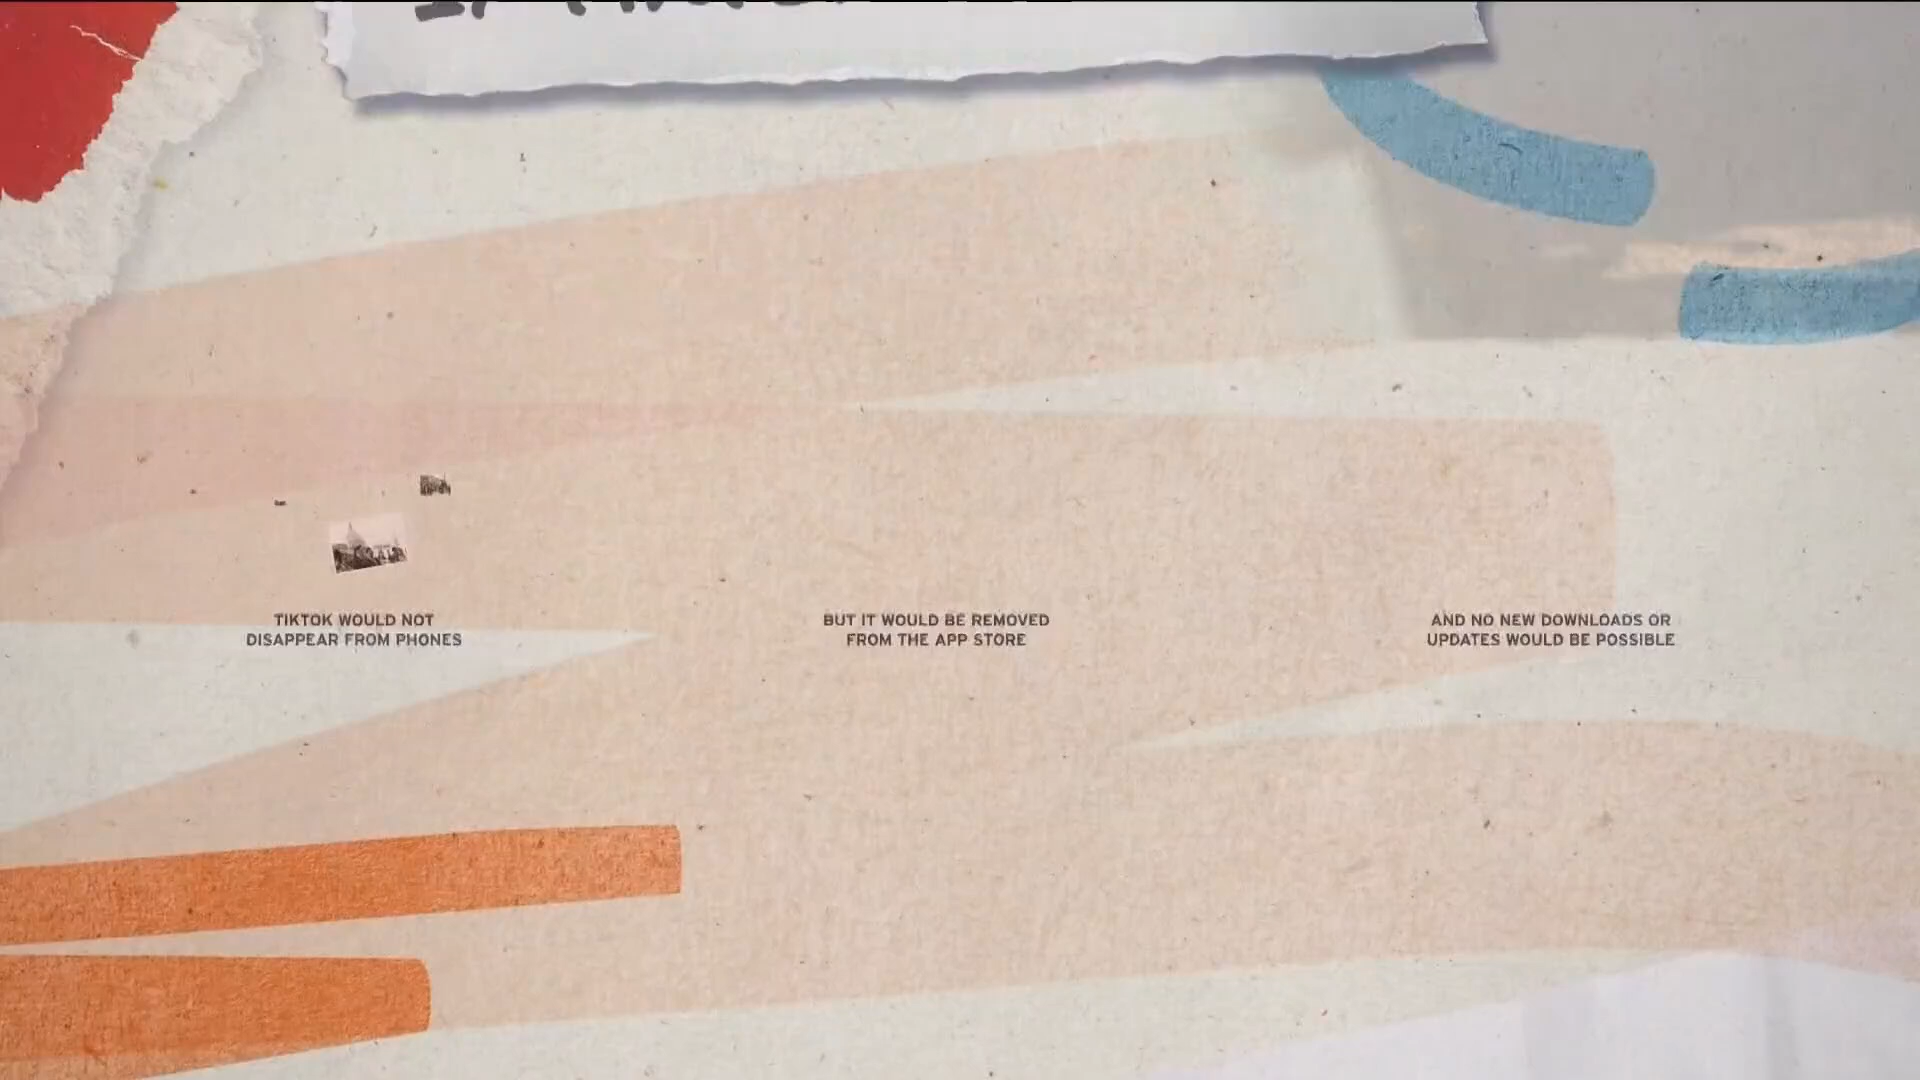 TIKTOK WOULD NOT
DISAPPEAR FROM PHONES
BUT IT WOULD BE REMOVED
FROM THE APP STORE
AND NO NEW DOWNLOADS OR
UPDATES WOULD BE POSSIBLE